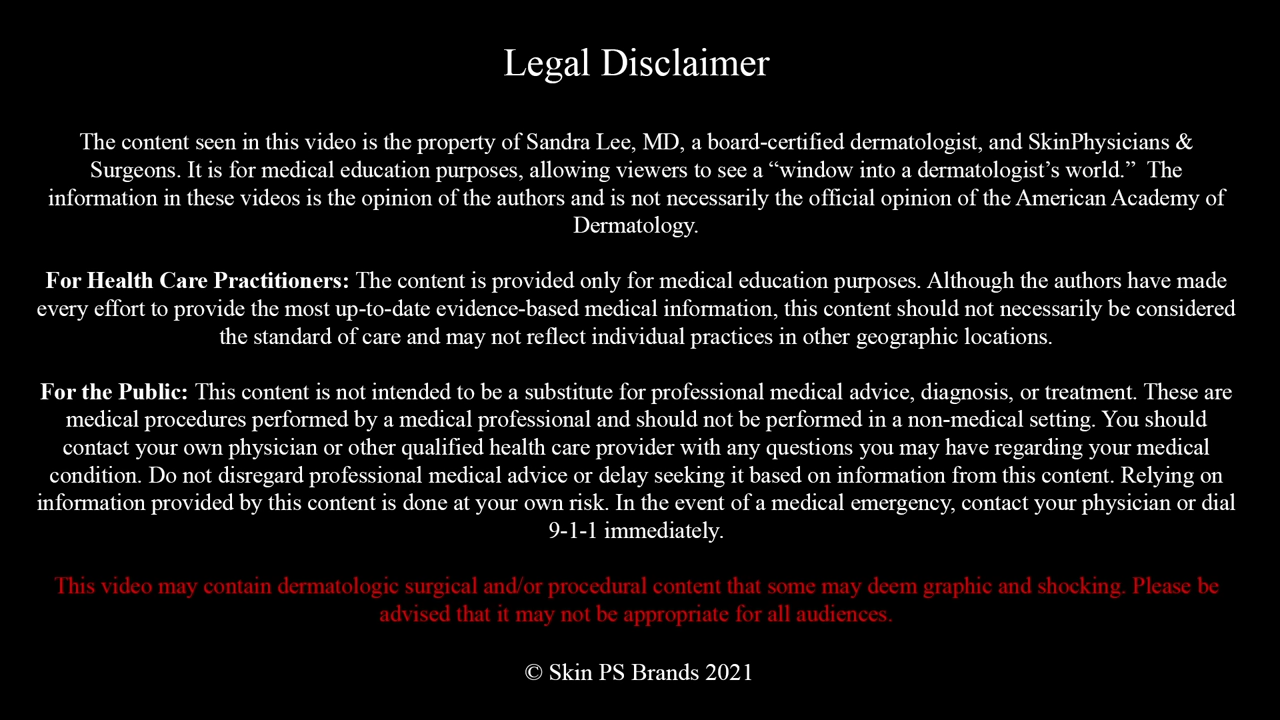 Legal Disclaimer
The content seen in this video is the property of Sandra Lee, MD, a board-certified dermatologist, and SkinPhysicians &
Surgeons. It is for medical education purposes, allowing viewers to see a “window into a dermatologist’s world.”  The
information in these videos is the opinion of the authors and is not necessarily the official opinion of the American Academy of
Dermatology.
For Health Care Practitioners: The content is provided only for medical education purposes. Although the authors have made
every effort to provide the most up-to-date evidence-based medical information, this content should not necessarily be considered
the standard of care and may not reflect individual practices in other geographic locations.
For the Public: This content is not intended to be a substitute for professional medical advice, diagnosis, or treatment. These are
medical procedures performed by a medical professional and should not be performed in a non-medical setting. You should
contact your own physician or other qualified health care provider with any questions you may have regarding your medical
condition. Do not disregard professional medical advice or delay seeking it based on information from this content. Relying on
information provided by this content is done at your own risk. In the event of a medical emergency, contact your physician or dial
9-1-1 immediately.
This video may contain dermatologic surgical and/or procedural content that some may deem graphic and shocking. Please be
advised that it may not be appropriate for all audiences.
© Skin PS Brands 2021